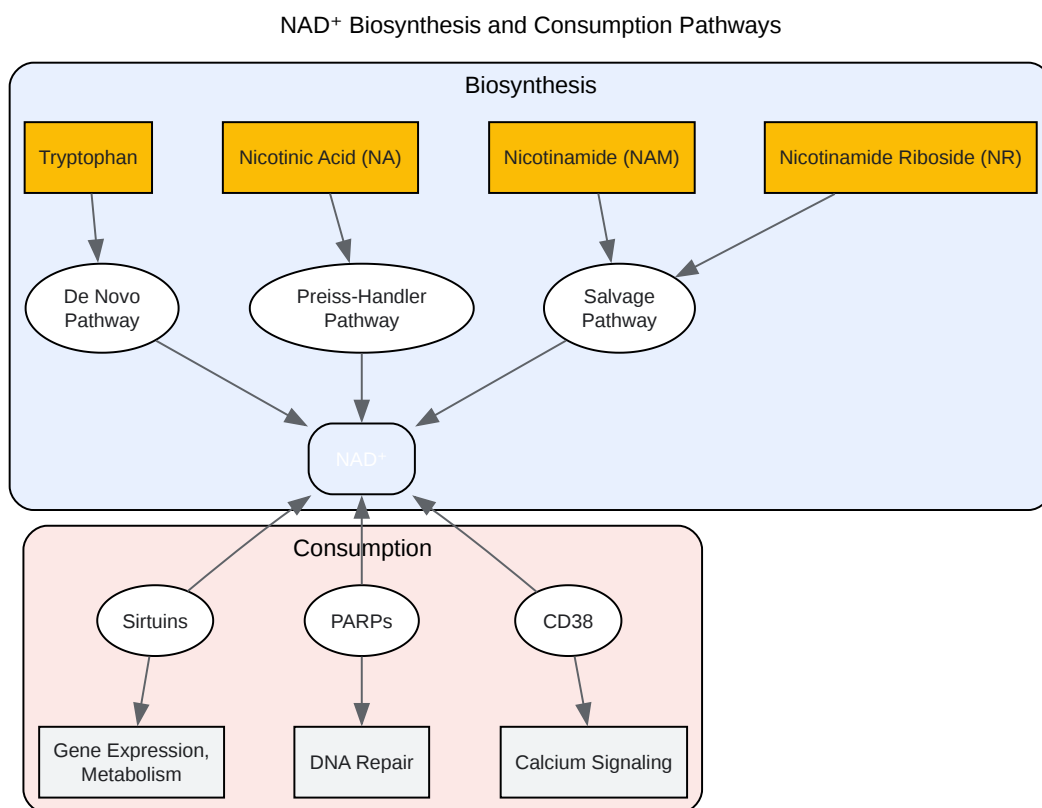 NAD⁺ Biosynthesis and Consumption Pathways
Biosynthesis
Tryptophan
Nicotinic Acid (NA)
Nicotinamide (NAM)
Nicotinamide Riboside (NR)
De Novo
Pathway
Preiss-Handler
Pathway
Salvage
Pathway
NAD⁺
Consumption
Sirtuins
PARPs
CD38
Gene Expression,
Metabolism
DNA Repair
Calcium Signaling